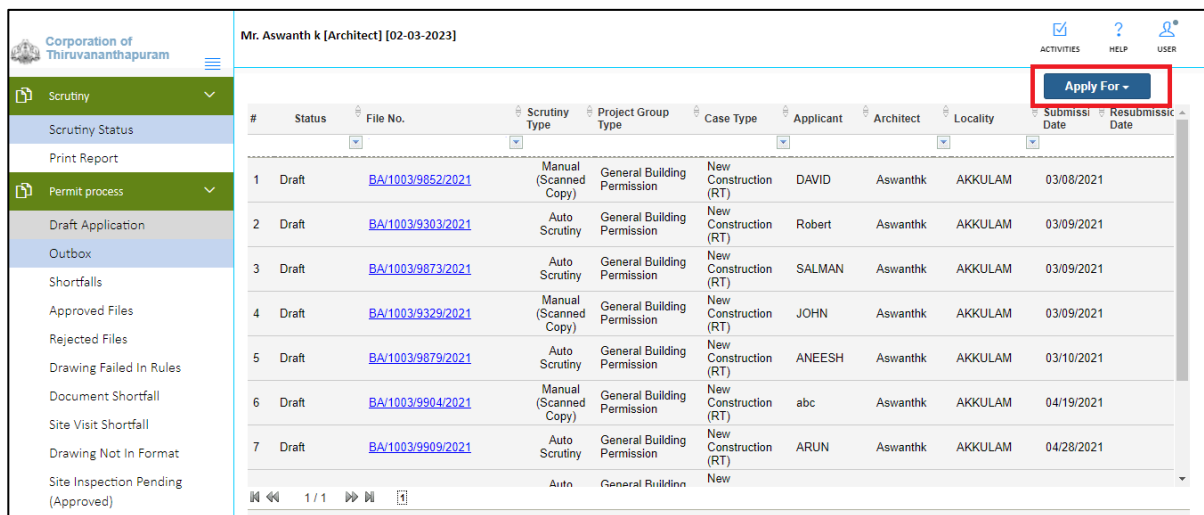 Corporation of
Thiruvananthapuram
Mr. Aswanth k [Architect] [02-03-2023]
ACTIVITIES
?
HELP
USER
Scrutiny
Scrutiny Status
Print Report
Permit process
Draft Application
Outbox
Shortfalls
Approved Files
Rejected Files
Drawing Failed In Rules
Document Shortfall
Site Visit Shortfall
Drawing Not In Format
Site Inspection Pending
(Approved)
Apply For
# Status File No. Scrutiny Type Project Group Type Case Type Applicant Architect Locality Submissi Date Resubmissic Date
1 Draft BA/1003/9852/2021 Manual (Scanned Copy) General Building Permission New Construction (RT) DAVID Aswanthk AKKULAM 03/08/2021
2 Draft BA/1003/9303/2021 Auto Scrutiny General Building Permission New Construction (RT) Robert Aswanthk AKKULAM 03/09/2021
3 Draft BA/1003/9873/2021 Auto Scrutiny General Building Permission New Construction (RT) SALMAN Aswanthk AKKULAM 03/09/2021
4 Draft BA/1003/9329/2021 Manual (Scanned Copy) General Building Permission New Construction (RT) JOHN Aswanthk AKKULAM 03/09/2021
5 Draft BA/1003/9879/2021 Auto Scrutiny General Building Permission New Construction (RT) ANEESH Aswanthk AKKULAM 03/10/2021
6 Draft BA/1003/9904/2021 Manual (Scanned Copy) General Building Permission New Construction (RT) abc Aswanthk AKKULAM 04/19/2021
7 Draft BA/1003/9909/2021 Auto Scrutiny General Building Permission New Construction (RT) ARUN Aswanthk AKKULAM 04/28/2021
Auto General Building New
1 / 1 1